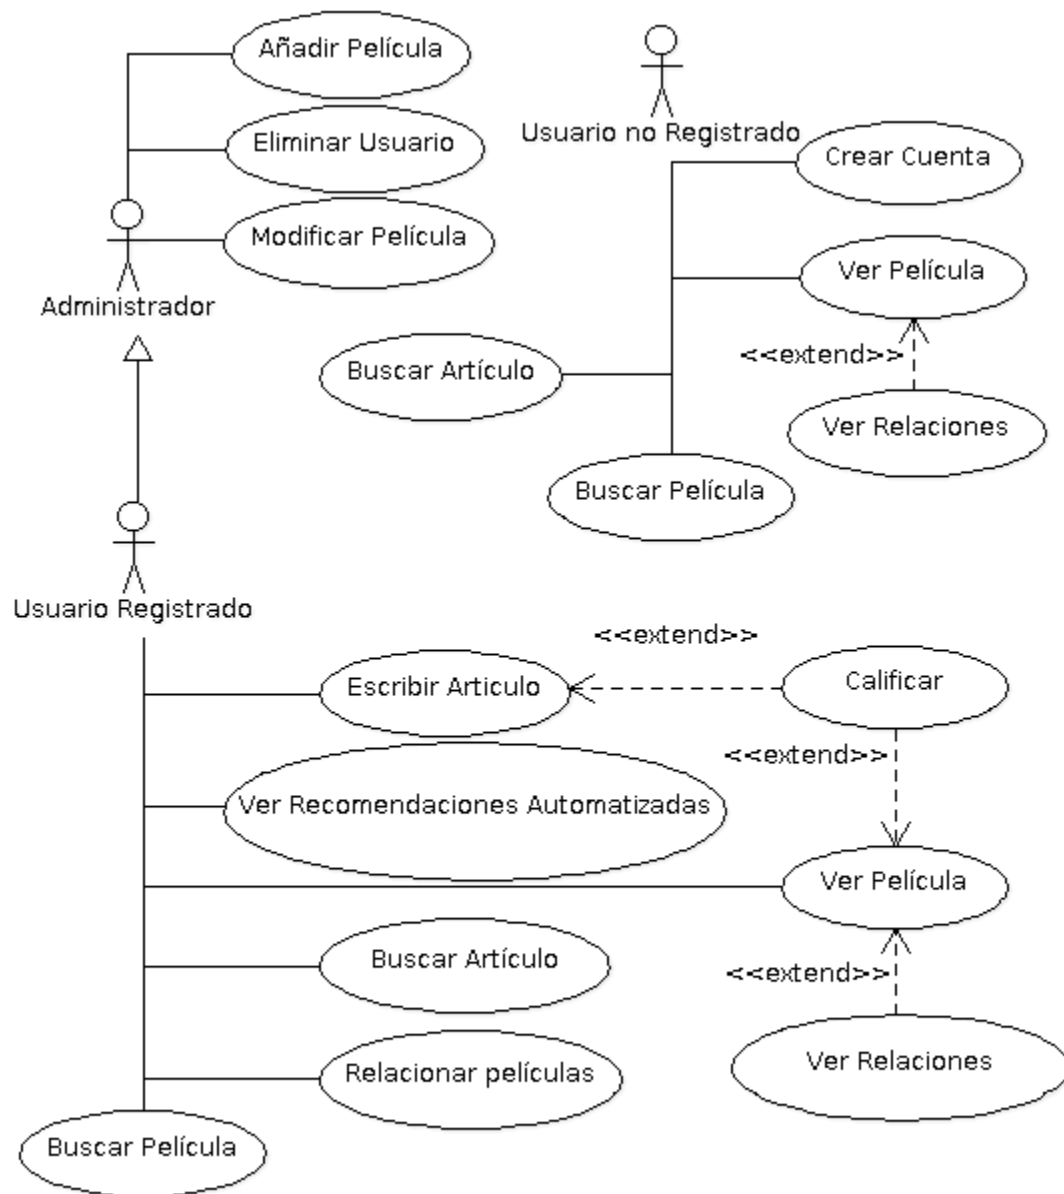 Añadir Película
Eliminar Usuario
Modificar Película
Administrador
Usuario no Registrado
Crear Cuenta
Ver Película
<<extend>>
Buscar Artículo
Ver Relaciones
Buscar Película
Usuario Registrado
<<extend>>
Escribir Articulo
Calificar
<<extend>>
Ver Recomendaciones Automatizadas
Ver Película
Buscar Artículo
<<extend>>
Relacionar películas
Ver Relaciones
Buscar Película